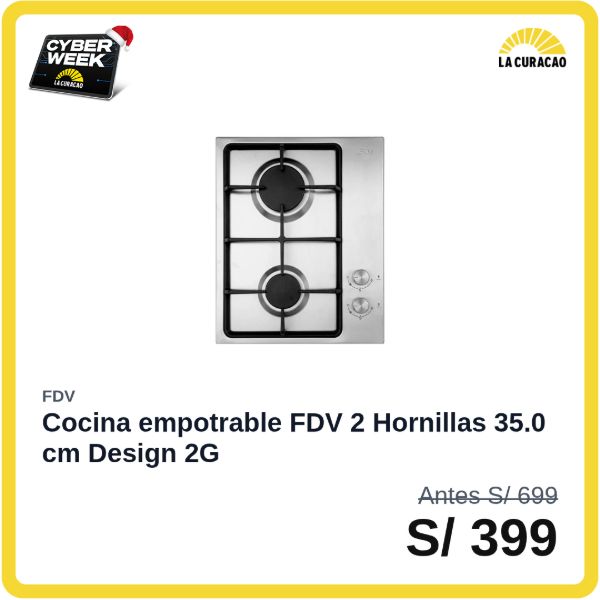 CYBER
WEEK
LA CURACAO
LA CURACAO
FDV
Cocina empotrable FDV 2 Hornillas 35.0
cm Design 2G
Antes S/ 699
S/ 399